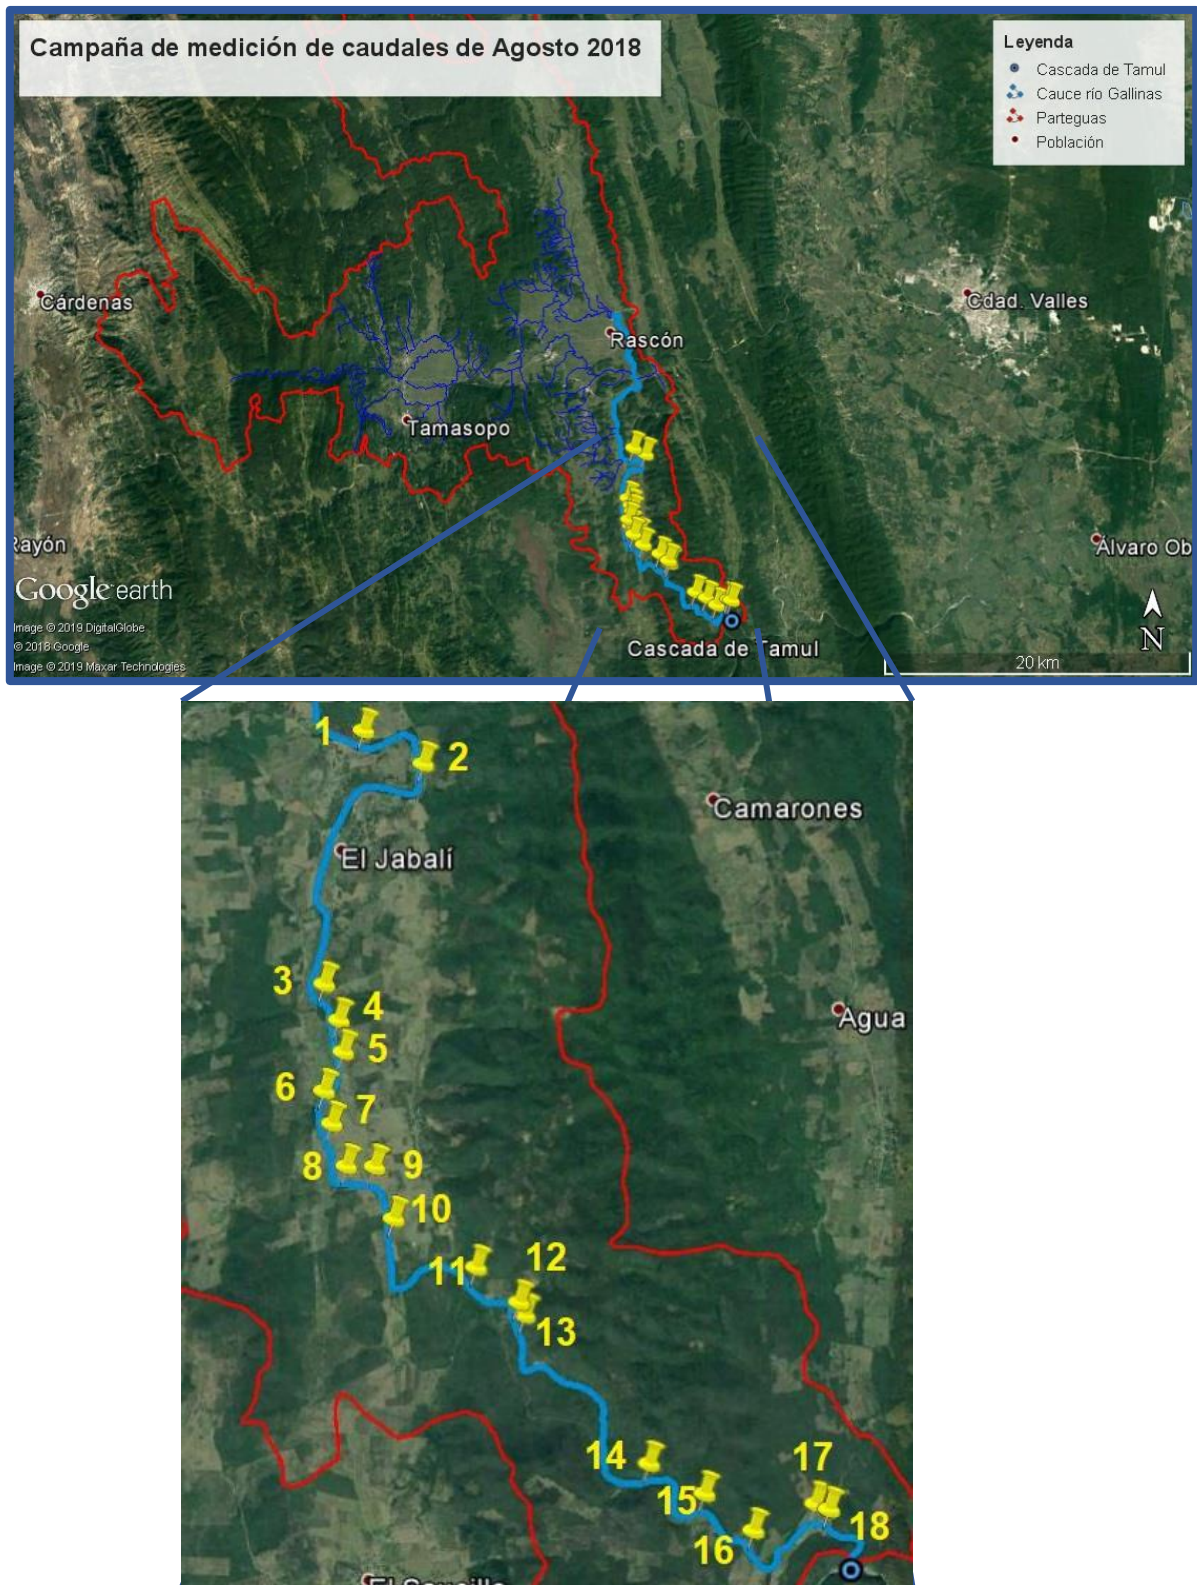 Campaña de medición de caudales de Agosto 2018
Leyenda
Cascada de Tamul
Cauce río Gallinas
Parteguas
Población
Cárdenas
Cdad. Valles
Rascón
Tamasopo
Rayón
Álvaro Ob
Google earth
Image © 2019 DigitalGlobe
© 2018 Google
Image © 2019 Maxar Technologies
Cascada de Tamul
N
20 km
1
2
Camarones
El Jabalí
3
4
Agua
5
6
7
8
9
10
11
12
13
14
15
16
17
18